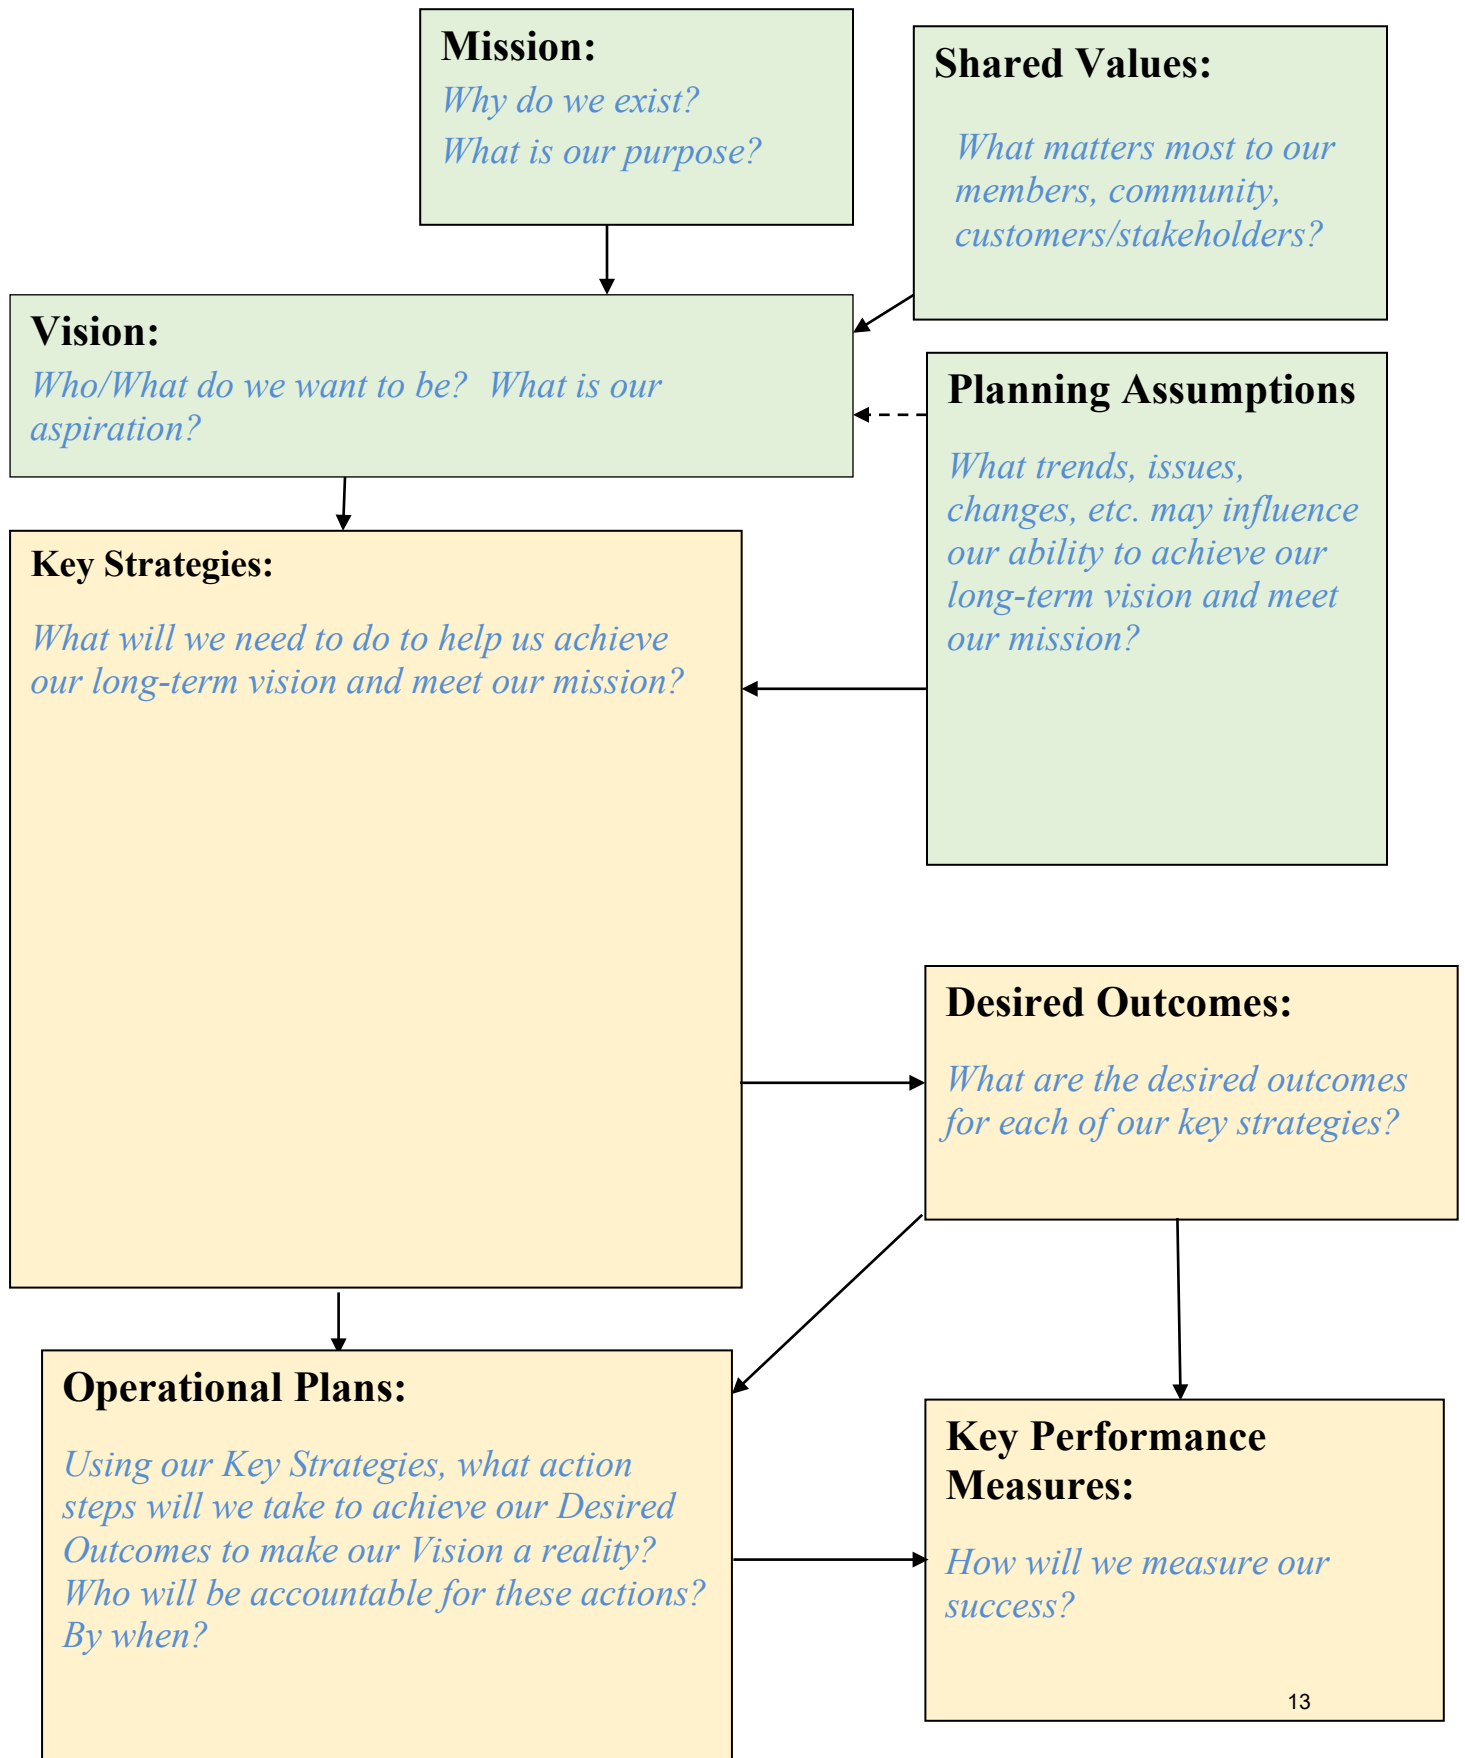 Mission:
Why do we exist?
What is our purpose?
Shared Values:
What matters most to our
members, community,
customers/stakeholders?
Vision:
Who/What do we want to be?  What is our
aspiration?
Planning Assumptions
What trends, issues,
changes, etc. may influence
our ability to achieve our
long-term vision and meet
our mission?
Key Strategies:
What will we need to do to help us achieve
our long-term vision and meet our mission?
Desired Outcomes:
What are the desired outcomes
for each of our key strategies?
Operational Plans:
Using our Key Strategies, what action
steps will we take to achieve our Desired
Outcomes to make our Vision a reality?
Who will be accountable for these actions?
By when?
Key Performance
Measures:
How will we measure our
success?
13